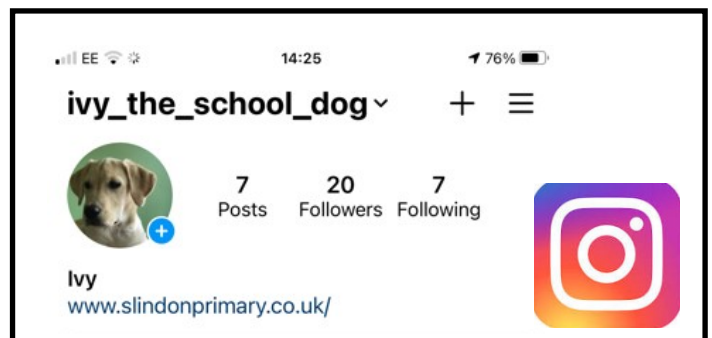 EE 14:25 76%
ivy_the_school_dog
7 20 7
Posts Followers Following
Ivy
www.slindonprimary.co.uk/